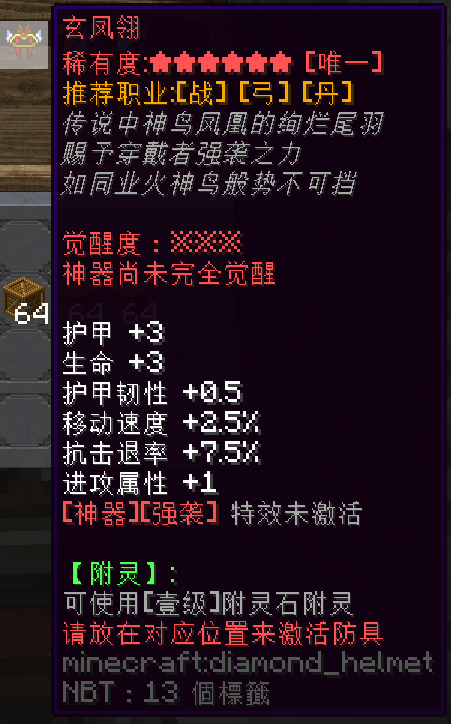 玄凤翎
稀有度:★★★★★★ [唯一]
推荐职业:[战] [弓] [丹]
传说中神鸟凤凰的绚烂尾羽
赐予穿戴者强袭之力
如同业火神鸟般势不可挡
觉醒度：※※※
神器尚未完全觉醒
64
护甲 +3
生命 +3
护甲韧性 +0.5
移动速度 +2.5%
抗击退率 +7.5%
进攻属性 +1
[神器][强袭] 特效未激活
【附灵】:
可使用[壹级]附灵石附灵
请放在对应位置来激活防具
minecraft:diamond_helmet
NBT：13 個標籤